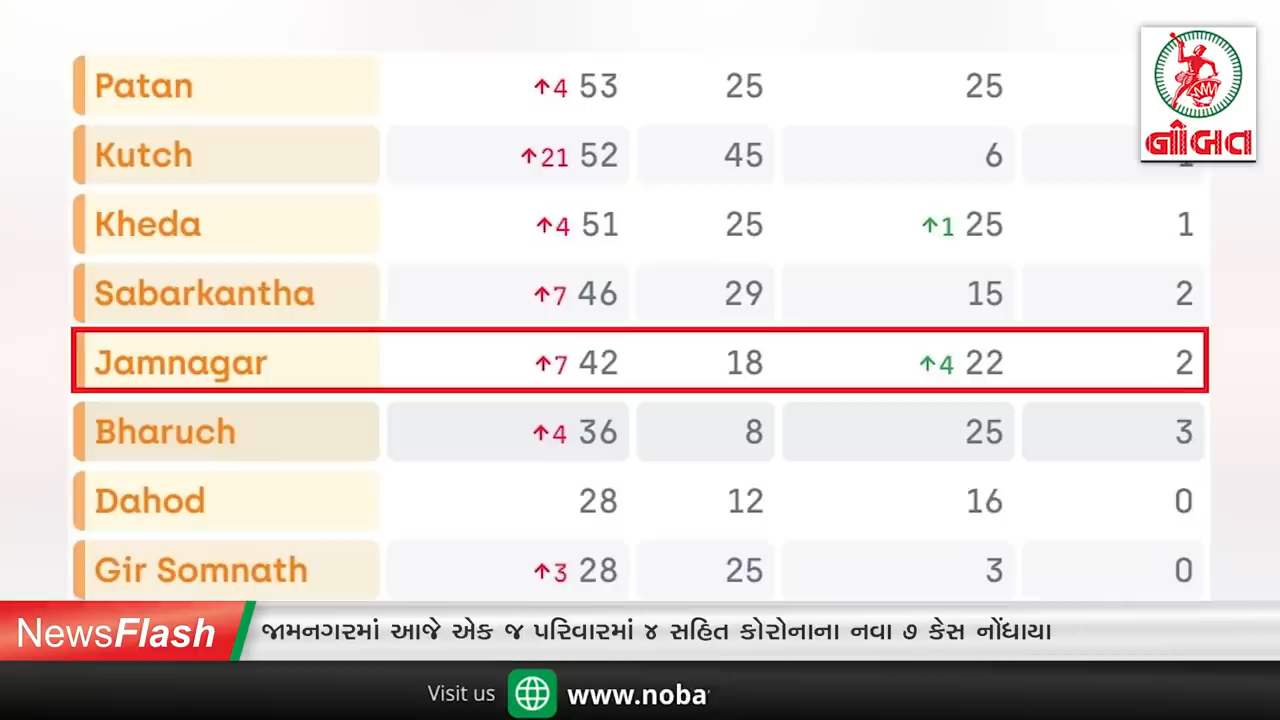 Patan ↑4 53 25 25
Kutch ↑21 52 45 6
Kheda ↑4 51 25 ↑1 25 1
Sabarkantha ↑7 46 29 15 2
Jamnagar ↑7 42 18 ↑4 22 2
Bharuch ↑4 36 8 25 3
Dahod 28 12 16 0
Gir Somnath ↑3 28 25 3 0
નૌબત
NewsFlash જામનગરમાં આજે એક જ પરિવારમાં ૪ સહિત કોરોનાના નવા ૭ કેસ નોંધાયા
Visit us www.noba